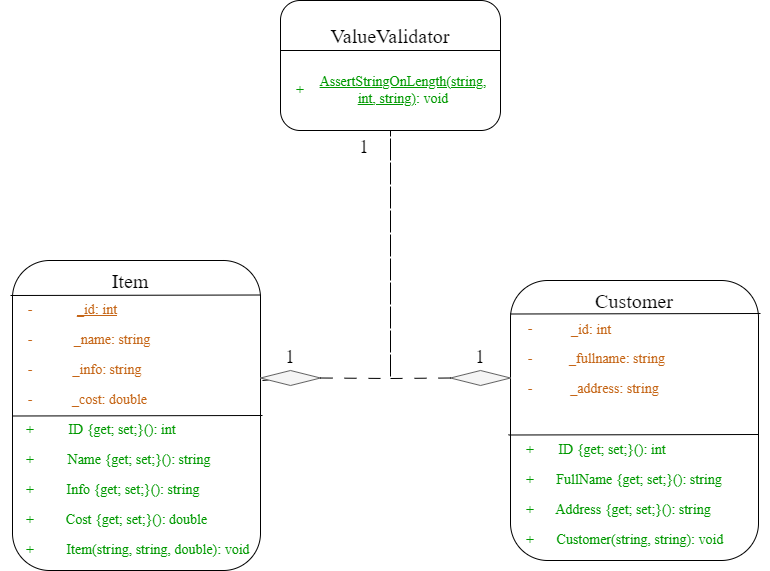 ValueValidator
+ AssertStringOnLength(string,
int, string): void
1
Item
- _id: int
- _name: string
- _info: string
- _cost: double
+ ID {get; set;}(): int
+ Name {get; set;}(): string
+ Info {get; set;}(): string
+ Cost {get; set;}(): double
+ Item(string, string, double): void
1
1
Customer
- _id: int
- _fullname: string
- _address: string
+ ID {get; set;}(): int
+ FullName {get; set;}(): string
+ Address {get; set;}(): string
+ Customer(string, string): void